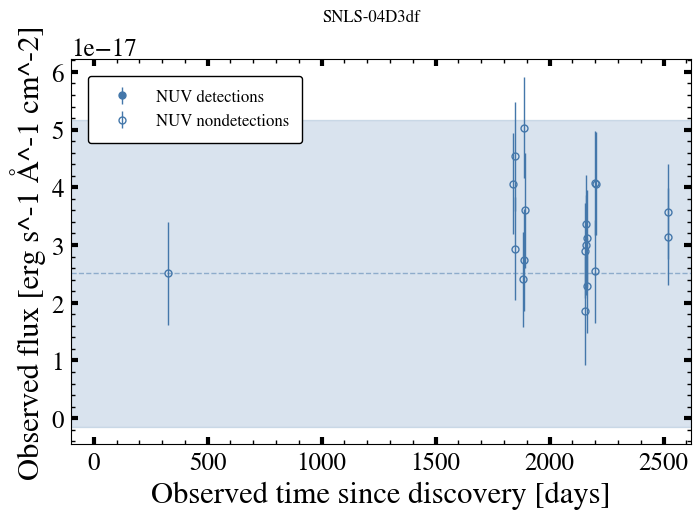 SNLS-04D3df
1e−17
NUV detections
NUV nondetections
6
5
4
3
2
1
0
Observed flux [erg s^-1 Å^-1 cm^-2]
0 500 1000 1500 2000 2500
Observed time since discovery [days]